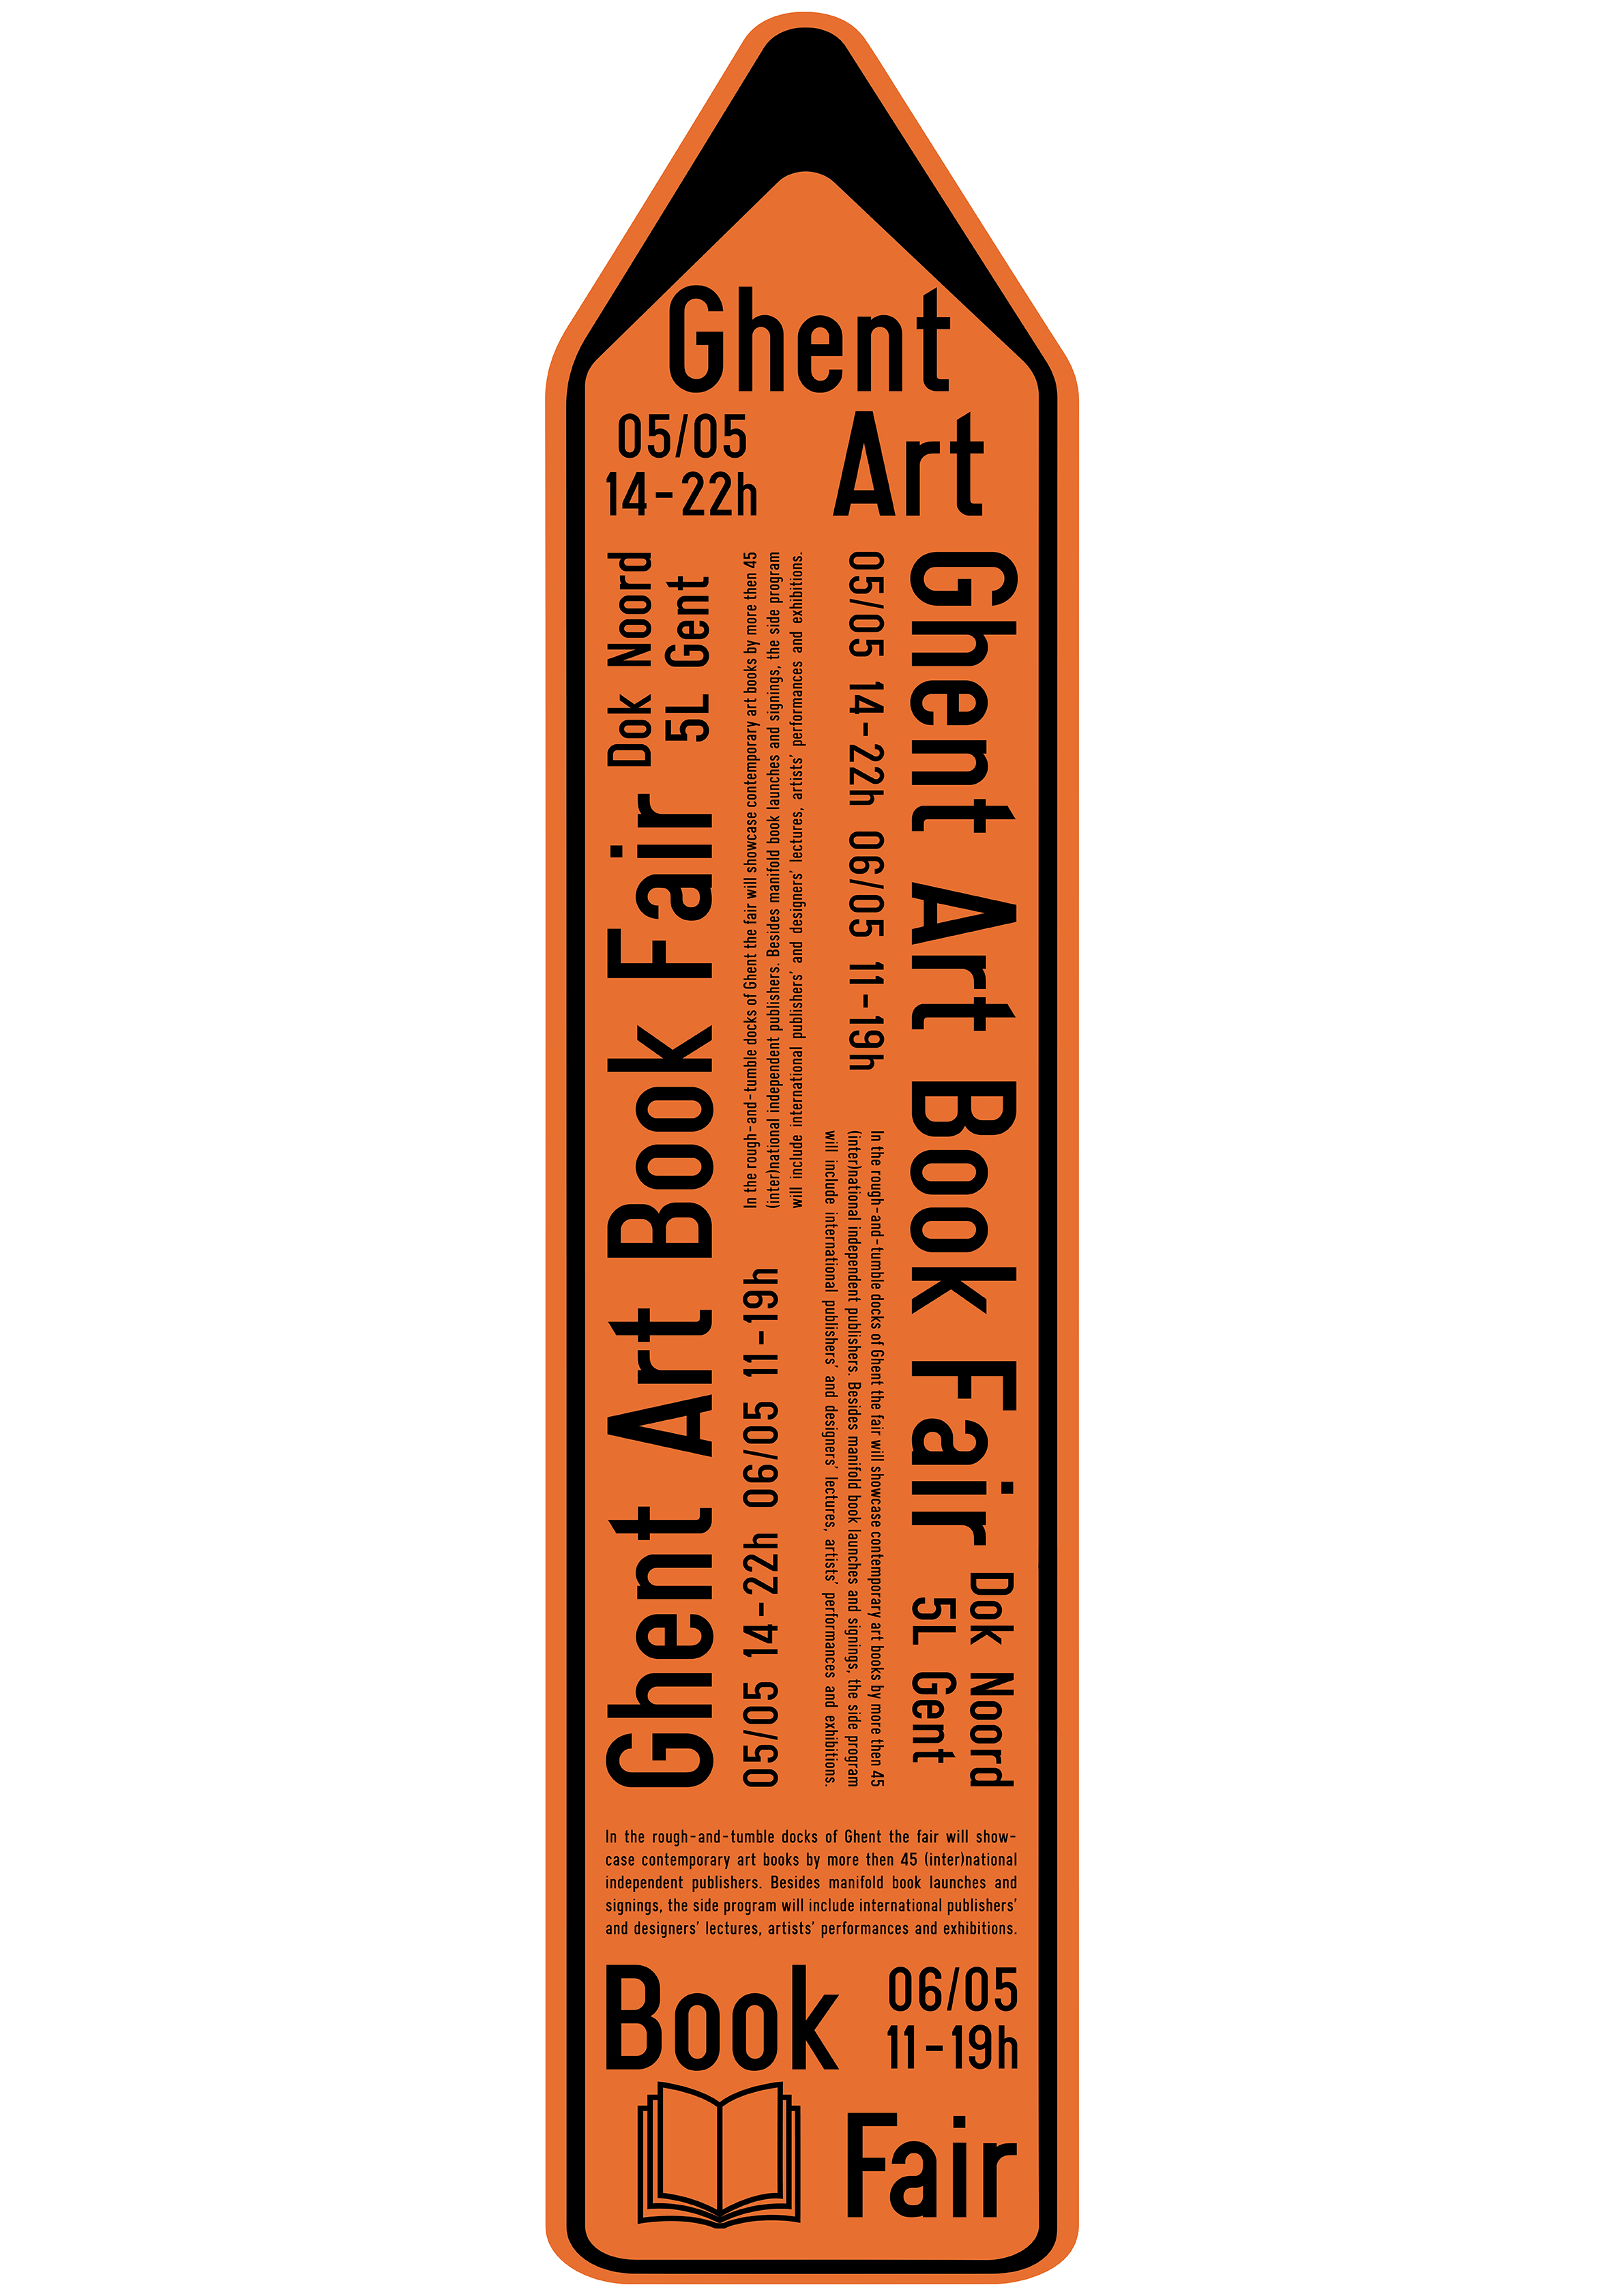 Ghent
05/05
14-22h
Art
Ghent Art Book Fair
Dok Noord
5L Gent
05/05 14-22h 06/05 11-19h
In the rough-and-tumble docks of Ghent the fair will showcase contemporary art books by more then 45
(inter)national independent publishers. Besides manifold book launches and signings, the side program
will include international publishers' and designers' lectures, artists' performances and exhibitions.
Ghent Art Book Fair
Dok Noord
5L Gent
05/05 14-22h 06/05 11-19h
In the rough-and-tumble docks of Ghent the fair will showcase contemporary art books by more then 45
(inter)national independent publishers. Besides manifold book launches and signings, the side program
will include international publishers' and designers' lectures, artists' performances and exhibitions.
In the rough-and-tumble docks of Ghent the fair will show-
case contemporary art books by more then 45 (inter)national
independent publishers. Besides manifold book launches and
signings, the side program will include international publishers'
and designers' lectures, artists' performances and exhibitions.
Book
06/05
11-19h
Fair